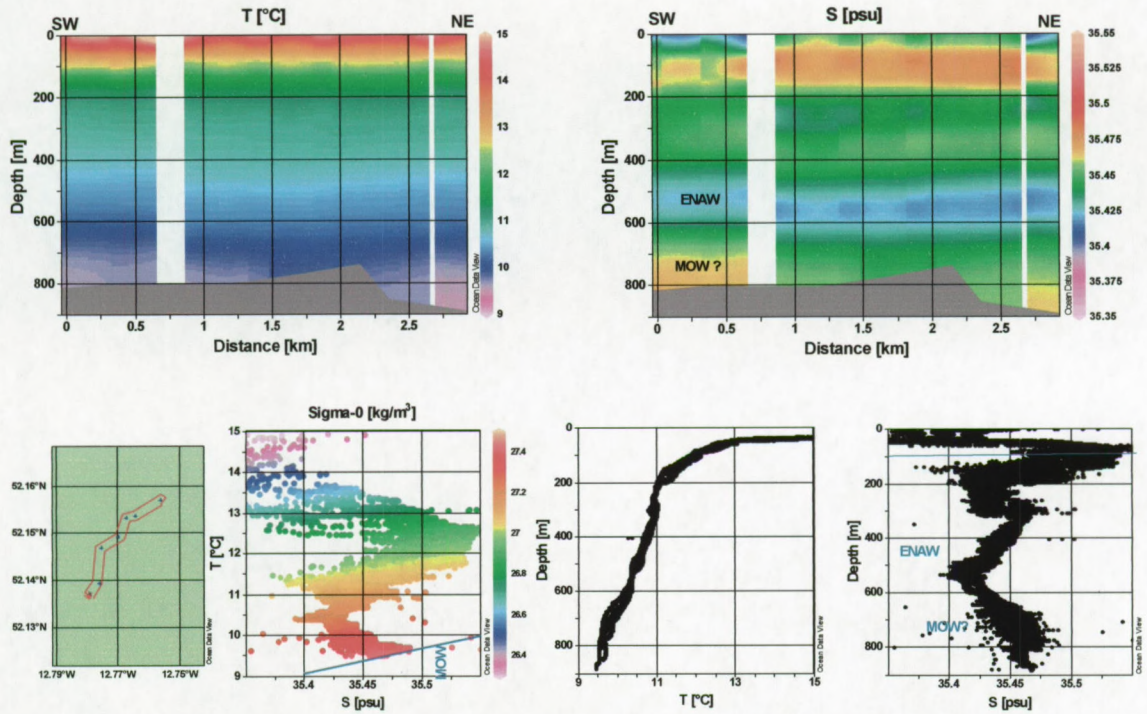 T [°C]
SW
NE
0
200
400
600
800
Depth [m]
0 0.5 1 1.5 2 2.5
Distance [km]
15
14
13
12
11
10
9
Ocean Data View
S [psu]
SW
NE
0
200
400
600
800
Depth [m]
ENAW
MOW ?
0 0.5 1 1.5 2 2.5
Distance [km]
35.55
35.525
35.5
35.475
35.45
35.425
35.4
35.375
35.35
Ocean Data View
52.16°N
52.15°N
52.14°N
52.13°N
12.79°W 12.77°W 12.75°W
Ocean Data View
Sigma-0 [kg/m³]
15
14
13
12
11
10
9
T [°C]
35.4 35.45 35.5
S [psu]
MOW
27.4
27.2
27
26.8
26.6
26.4
Ocean Data View
0
200
400
600
800
Depth [m]
9 11 13 15
T [°C]
Ocean Data View
0
200
400
600
800
Depth [m]
ENAW
MOW?
35.4 35.5
S [psu]
Ocean Data View